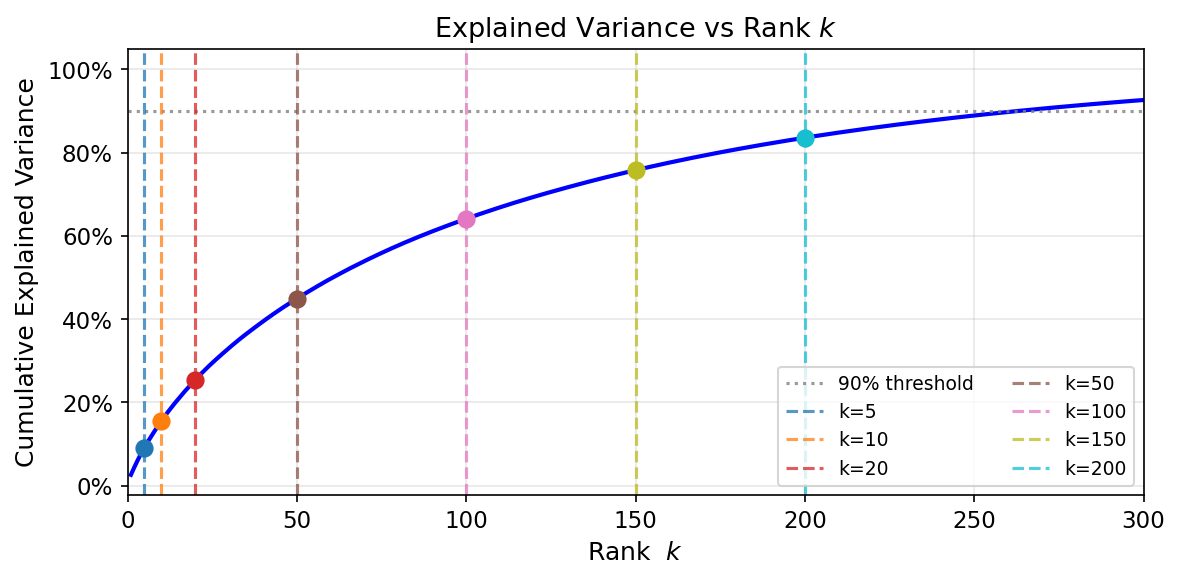 Explained Variance vs Rank k
Cumulative Explained Variance
100%
80%
60%
40%
20%
0%
0
50
100
150
200
250
300
Rank k
90% threshold
k=5
k=10
k=20
k=50
k=100
k=150
k=200